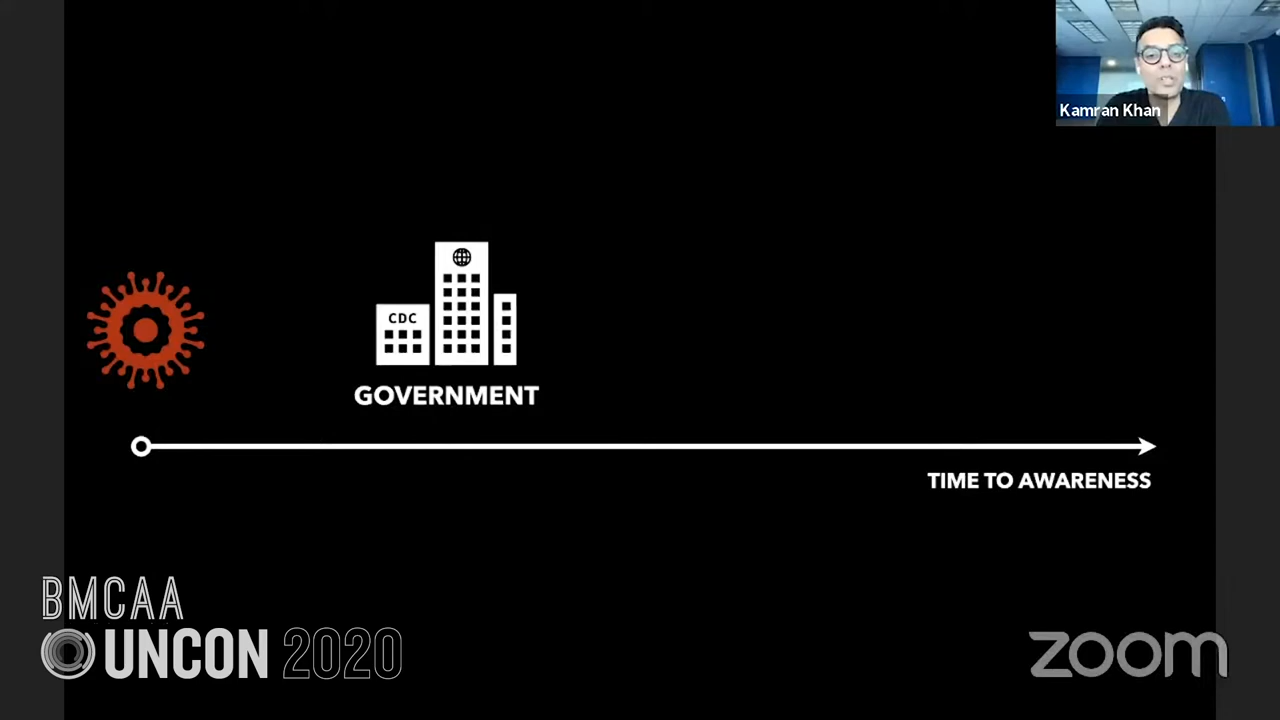 Kamran Khan
CDC
GOVERNMENT
TIME TO AWARENESS
BMCAA
UNCON 2020
zoom